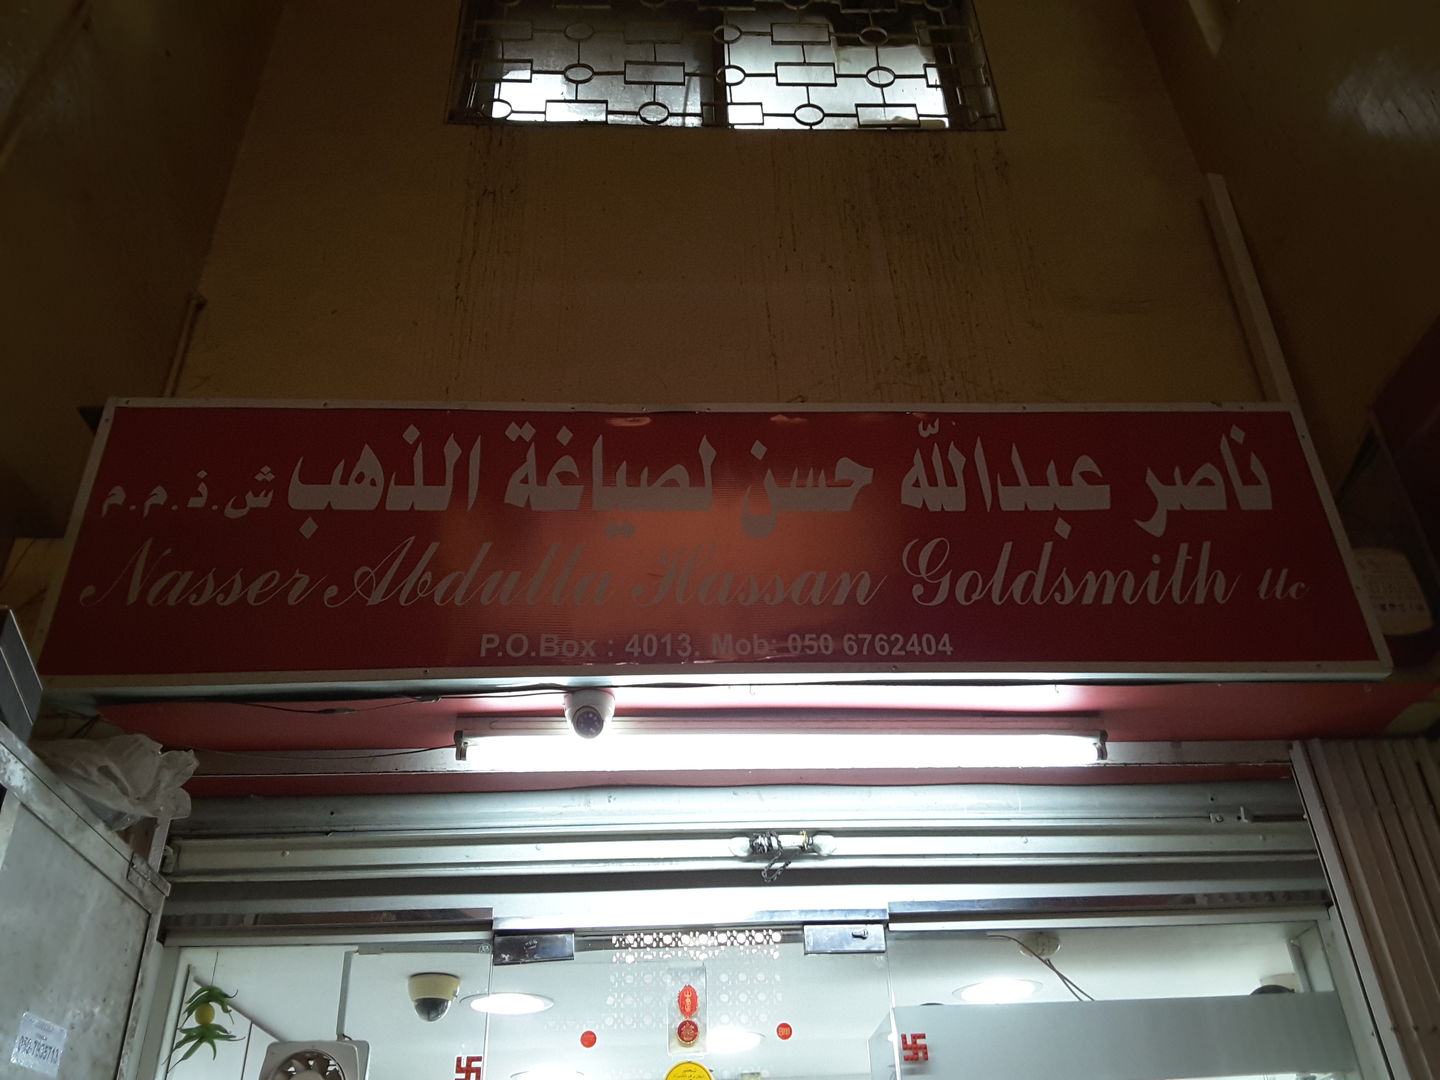 ناصر عبدالله حسن لصياغة الذهب ش.ذ.م.م
Nasser Abdulla Hassan Goldsmith llc
P.O.Box : 4013. Mob: 050 6762404